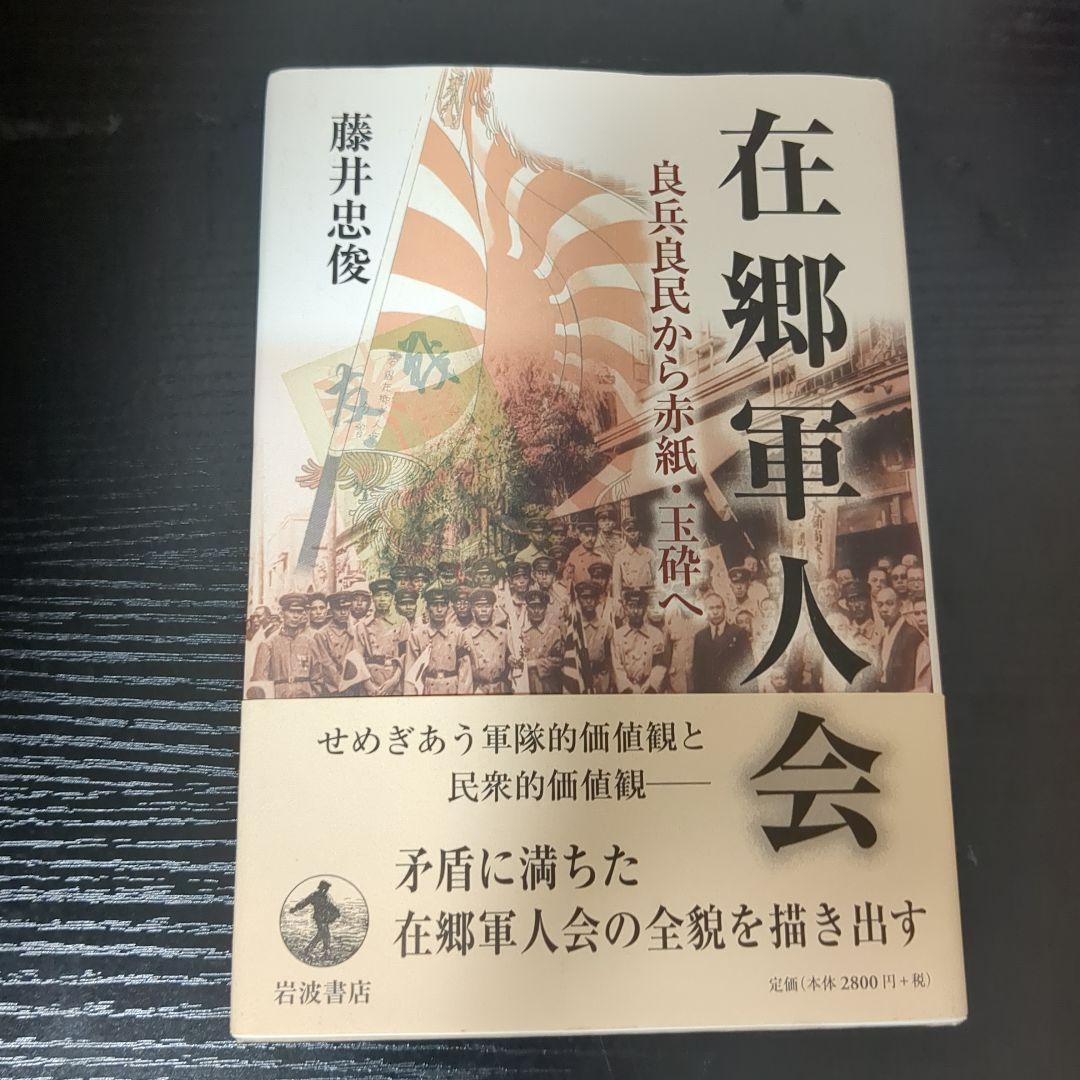 在郷軍人会
良兵良民から赤紙・玉砕へ
藤井忠俊
戦友
せめぎあう軍隊的価値観と
民衆的価値観──
矛盾に満ちた
在郷軍人会の全貌を描き出す
岩波書店
定価(本体2800円+税)